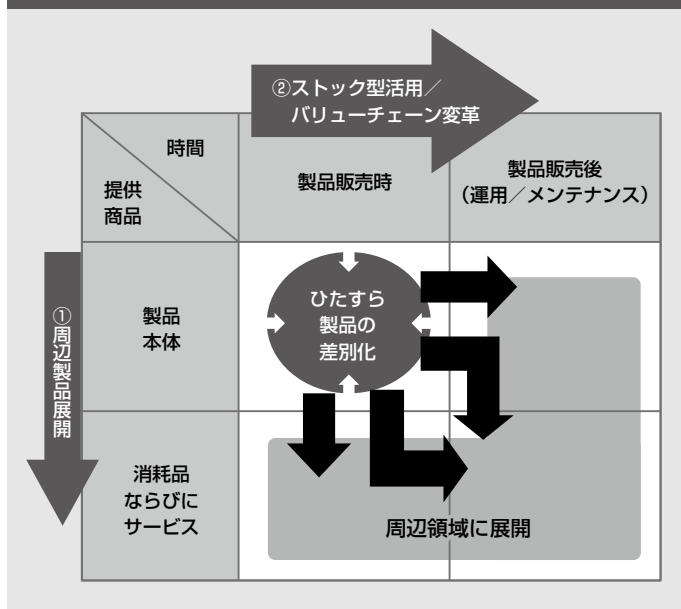 ②ストック型活用／
バリューチェーン変革
時間
提供
商品
製品販売時
製品販売後
（運用／メンテナンス）
①周辺製品展開
製品
本体
ひたすら
製品の
差別化
消耗品
ならびに
サービス
周辺領域に展開